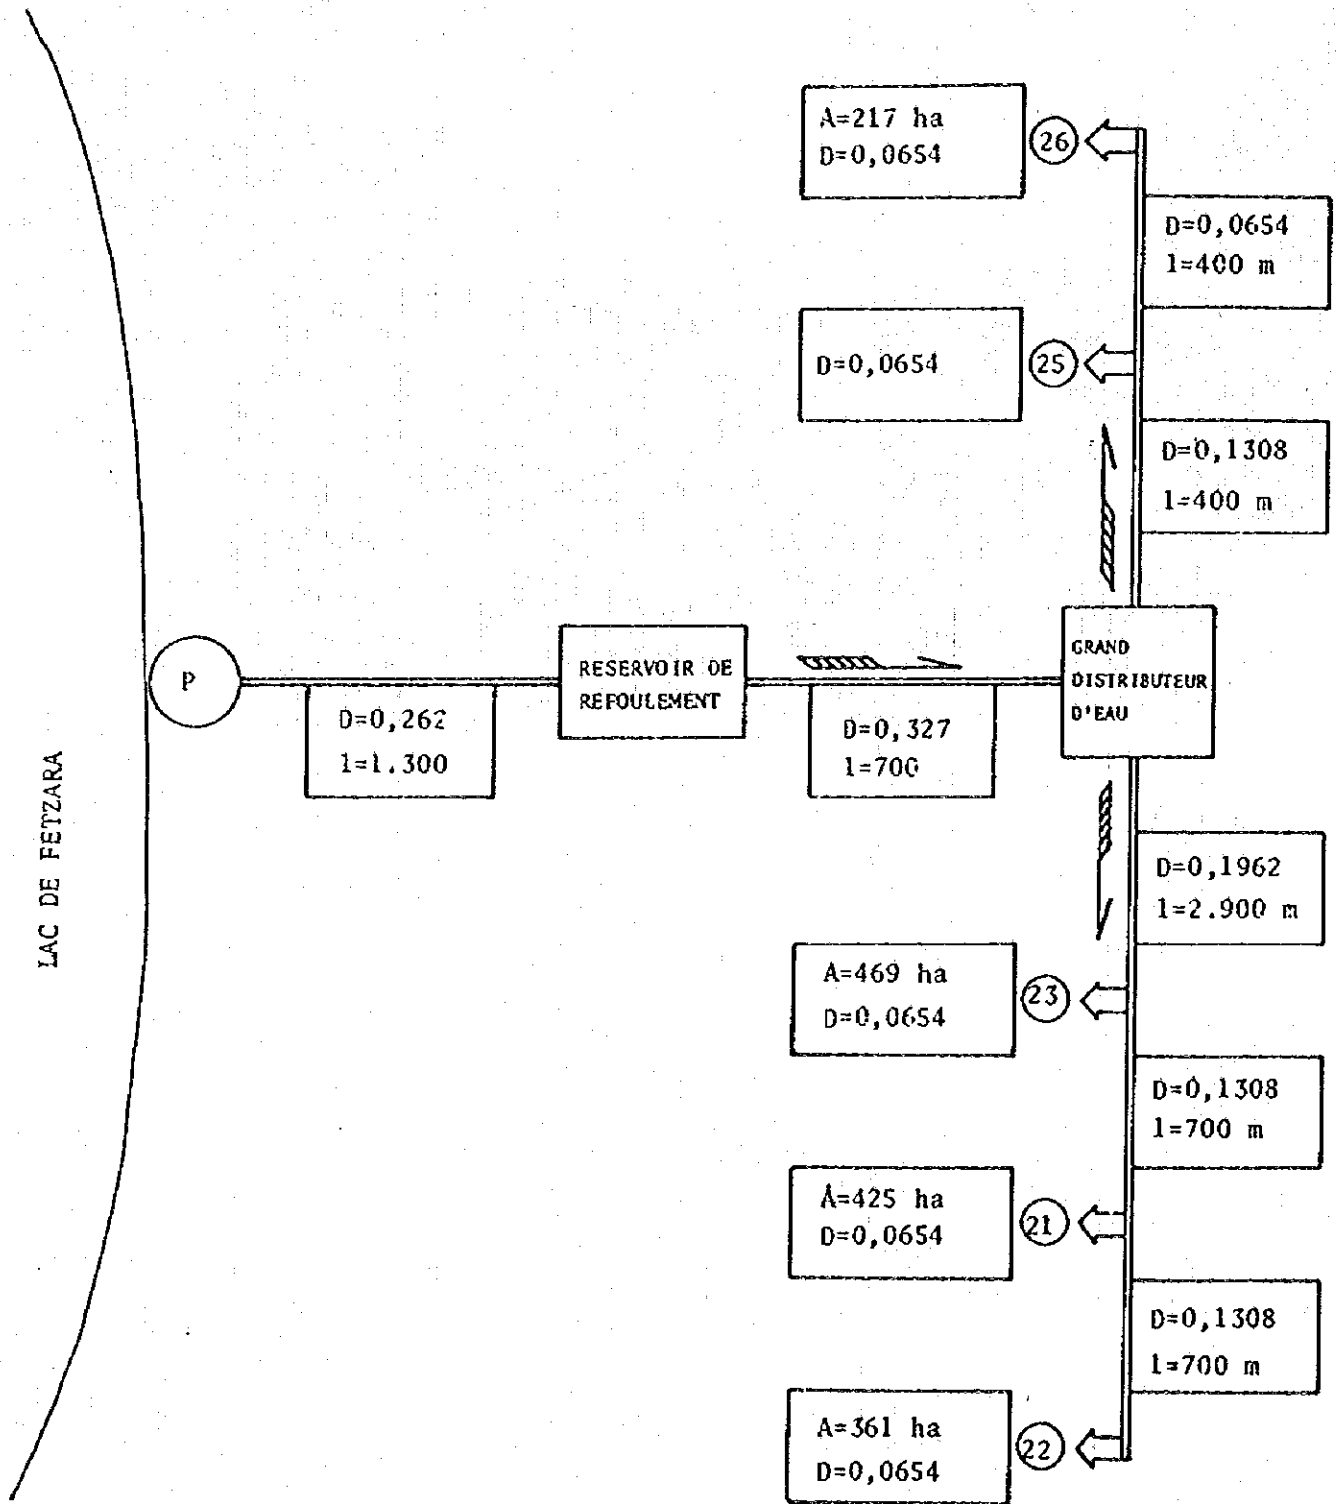 A=217 ha
D=0,0654
26
D=0,0654
l=400 m
D=0,0654
25
D=0,1308
l=400 m
GRAND
DISTRIBUTEUR
D'EAU
RESERVOIR DE
REFOULEMENT
P
D=0,262
l=1.300
D=0,327
l=700
LAC DE FETZARA
D=0,1962
l=2.900 m
A=469 ha
D=0,0654
23
D=0,1308
l=700 m
A=425 ha
D=0,0654
21
D=0,1308
l=700 m
A=361 ha
D=0,0654
22